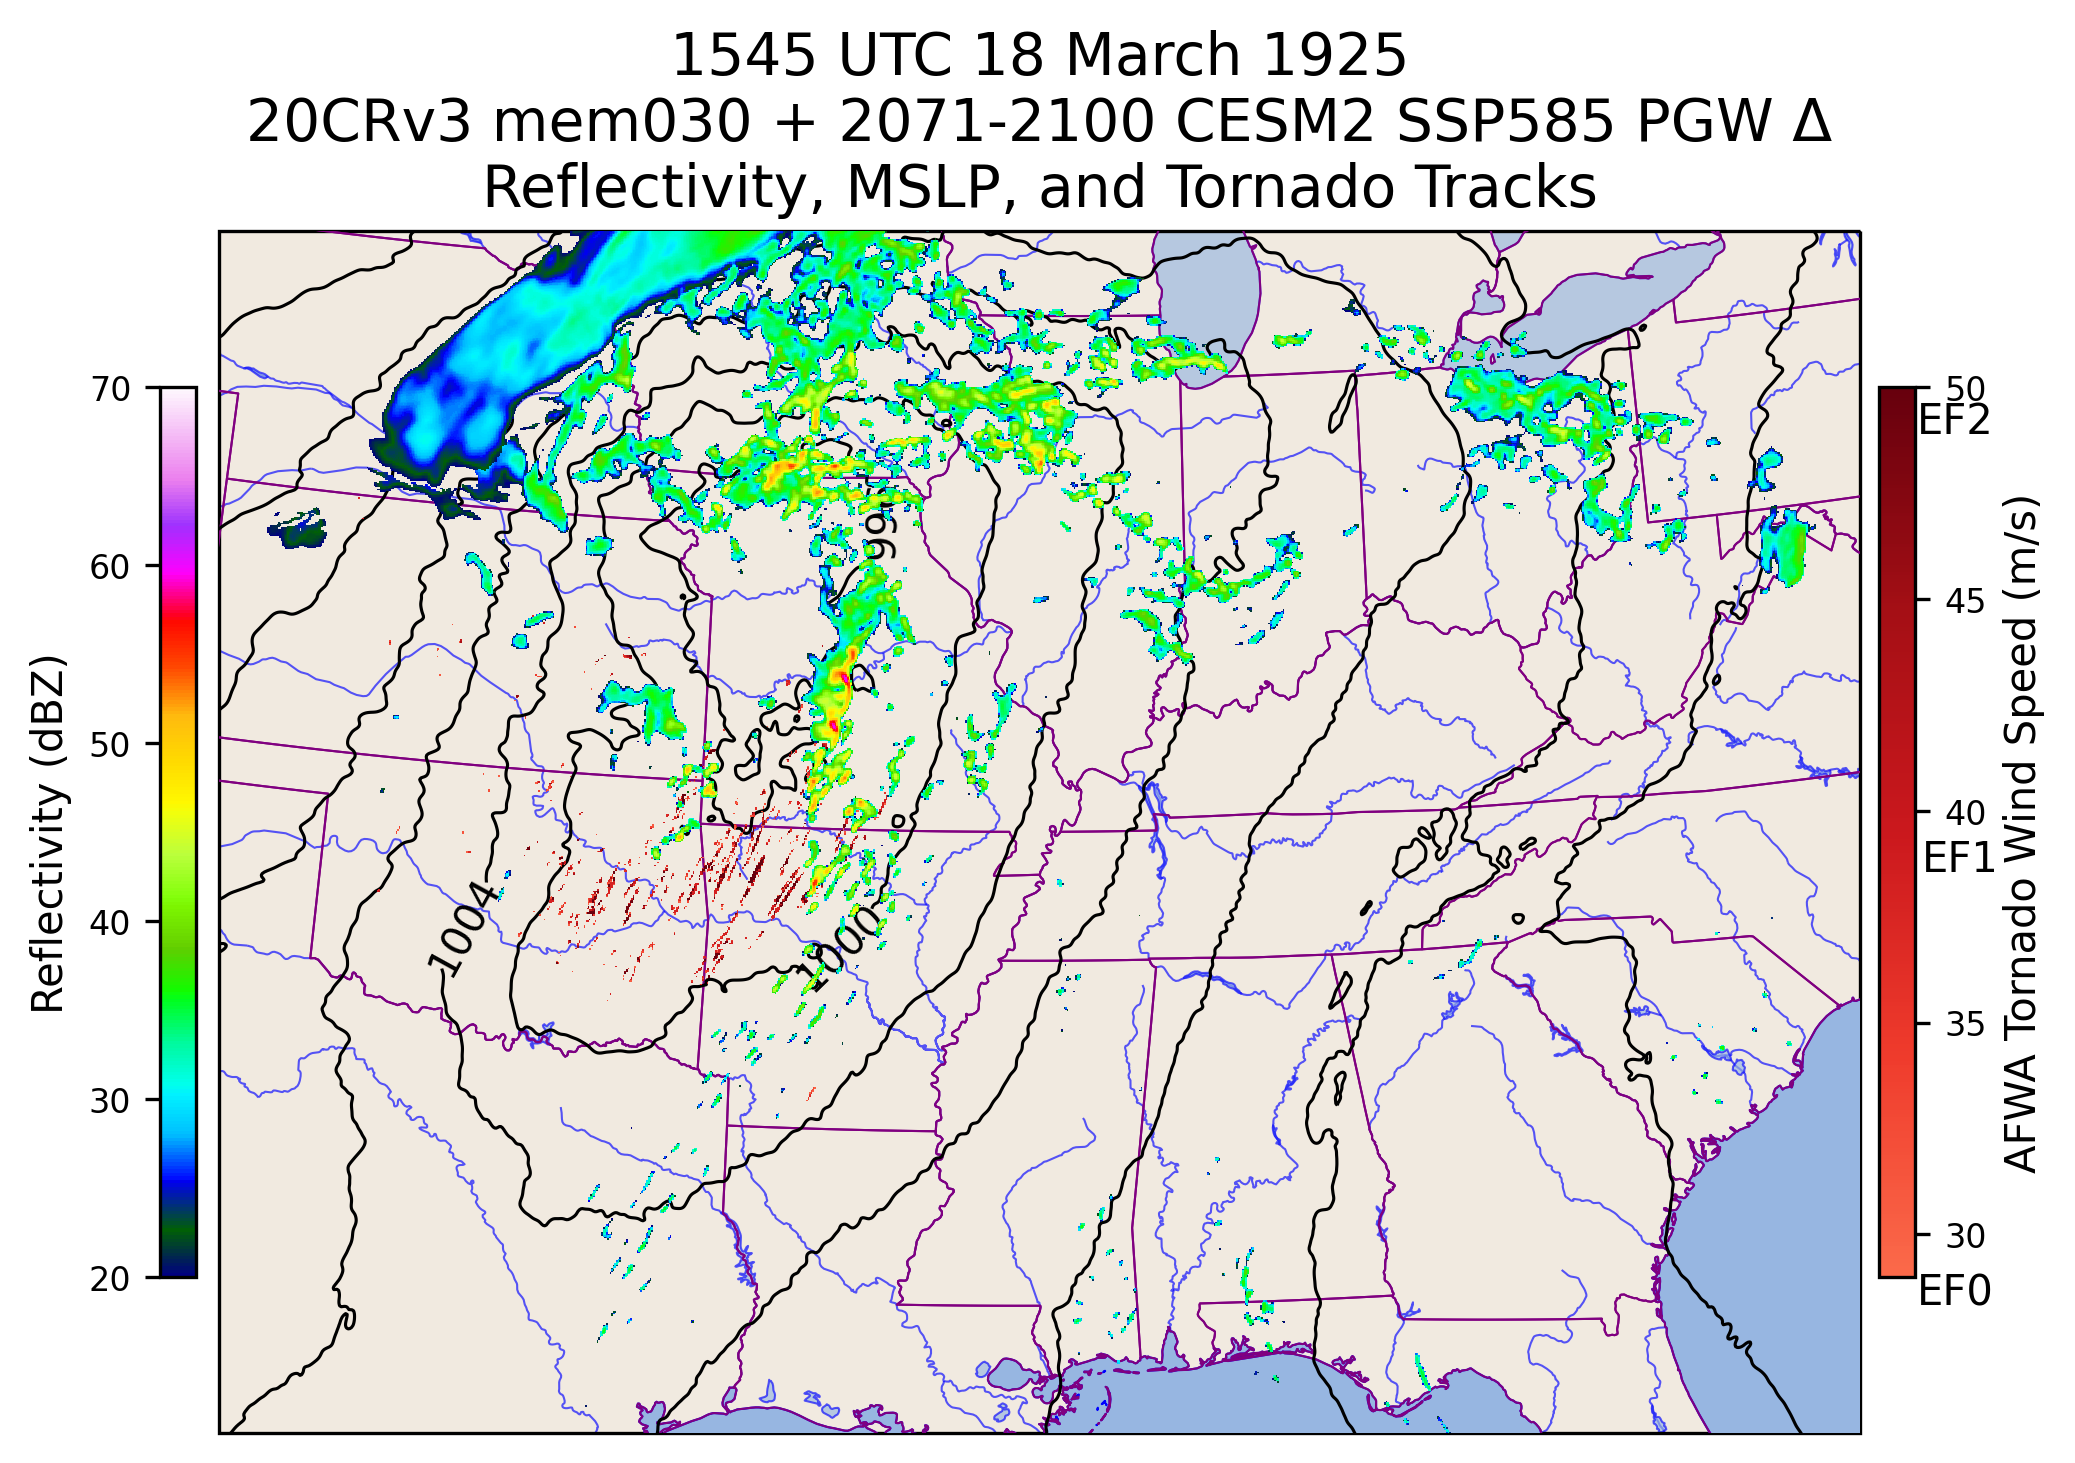 1545 UTC 18 March 1925
20CRv3 mem030 + 2071-2100 CESM2 SSP585 PGW Δ
Reflectivity, MSLP, and Tornado Tracks
70
60
50
40
30
20
Reflectivity (dBZ)
1004
1000
50
EF2
45
40
EF1
35
30
EF0
AFWA Tornado Wind Speed (m/s)